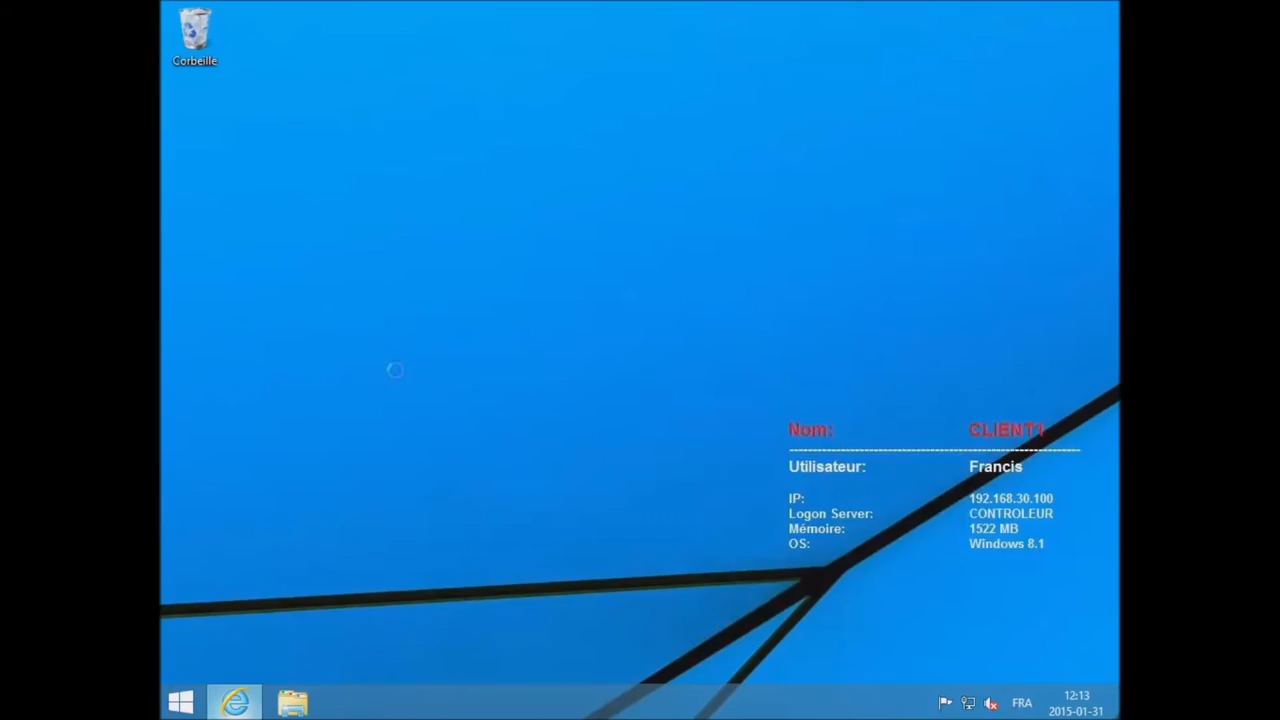 Corbeille
Nom: CLIENT1
Utilisateur: Francis
IP: 192.168.30.100
Logon Server: CONTROLEUR
Mémoire: 1522 MB
OS: Windows 8.1
FRA
12:13
2015-01-31